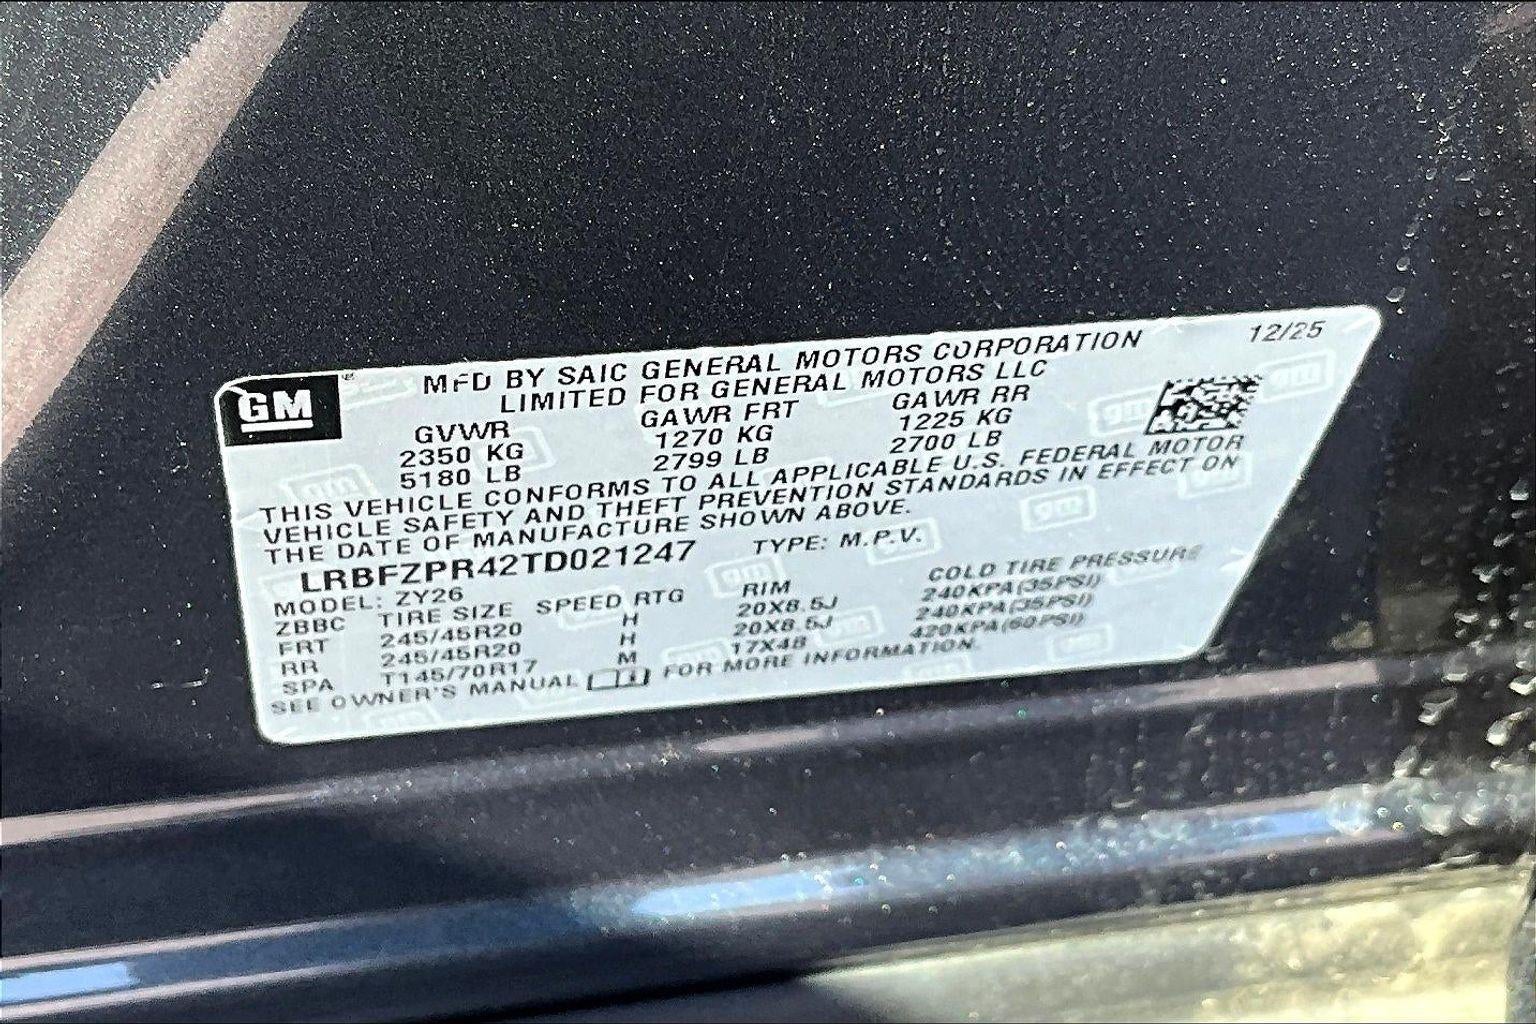 GM
MFD BY SAIC GENERAL MOTORS CORPORATION 12/25
LIMITED FOR GENERAL MOTORS LLC
GVWR GAWR FRT GAWR RR
2350 KG 1270 KG 1225 KG
5180 LB 2799 LB 2700 LB
THIS VEHICLE CONFORMS TO ALL APPLICABLE U.S. FEDERAL MOTOR
VEHICLE SAFETY AND THEFT PREVENTION STANDARDS IN EFFECT ON
THE DATE OF MANUFACTURE SHOWN ABOVE.
LRBFZPR42TD021247 TYPE: M.P.V.
MODEL: ZY26
ZBBC TIRE SIZE SPEED RTG RIM COLD TIRE PRESSURE
FRT 245/45R20 H 20X8.5J 240KPA(35PSI)
RR 245/45R20 H 20X8.5J 240KPA(35PSI)
SPA T145/70R17 M 17X4B 420KPA(60PSI)
SEE OWNER'S MANUAL FOR MORE INFORMATION.